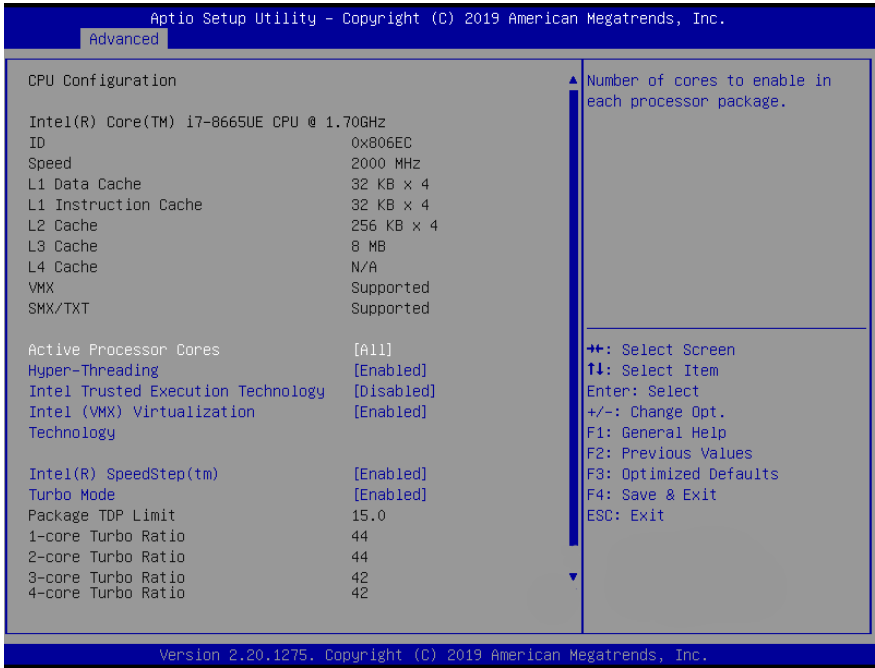 Aptio Setup Utility – Copyright (C) 2019 American Megatrends, Inc.
Advanced
CPU Configuration
Intel(R) Core(TM) i7-8665UE CPU @ 1.70GHz
ID 0x806EC
Speed 2000 MHz
L1 Data Cache 32 KB x 4
L1 Instruction Cache 32 KB x 4
L2 Cache 256 KB x 4
L3 Cache 8 MB
L4 Cache N/A
VMX Supported
SMX/TXT Supported
Active Processor Cores [All]
Hyper-Threading [Enabled]
Intel Trusted Execution Technology [Disabled]
Intel (VMX) Virtualization [Enabled]
Technology
Intel(R) SpeedStep(tm) [Enabled]
Turbo Mode [Enabled]
Package TDP Limit 15.0
1-core Turbo Ratio 44
2-core Turbo Ratio 44
3-core Turbo Ratio 42
4-core Turbo Ratio 42
Number of cores to enable in
each processor package.
→←: Select Screen
↑↓: Select Item
Enter: Select
+/-: Change Opt.
F1: General Help
F2: Previous Values
F3: Optimized Defaults
F4: Save & Exit
ESC: Exit
Version 2.20.1275. Copyright (C) 2019 American Megatrends, Inc.